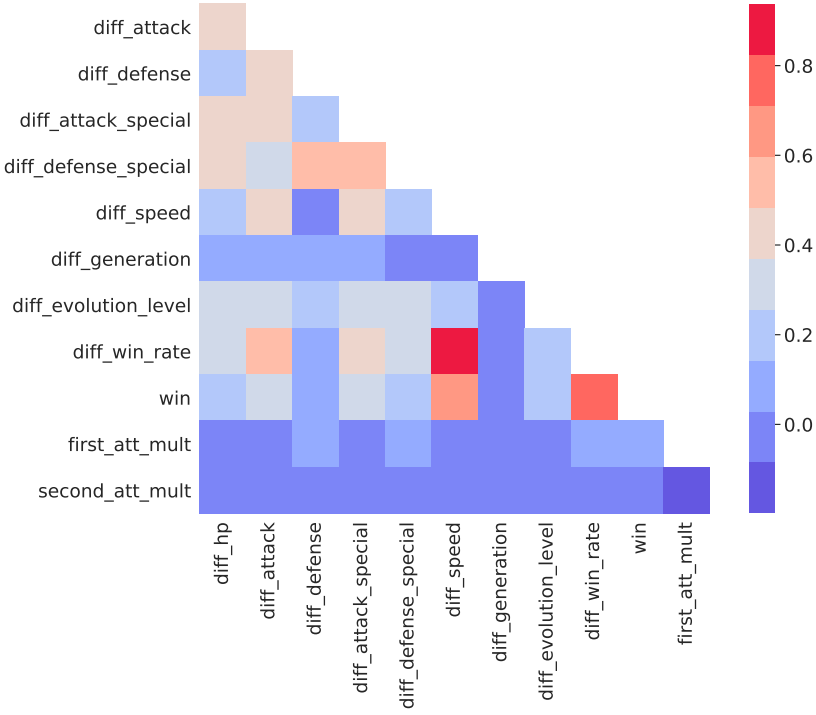 diff_attack
diff_defense
diff_attack_special
diff_defense_special
diff_speed
diff_generation
diff_evolution_level
diff_win_rate
win
first_att_mult
second_att_mult
diff_hp
diff_attack
diff_defense
diff_attack_special
diff_defense_special
diff_speed
diff_generation
diff_evolution_level
diff_win_rate
win
first_att_mult
0.8
0.6
0.4
0.2
0.0